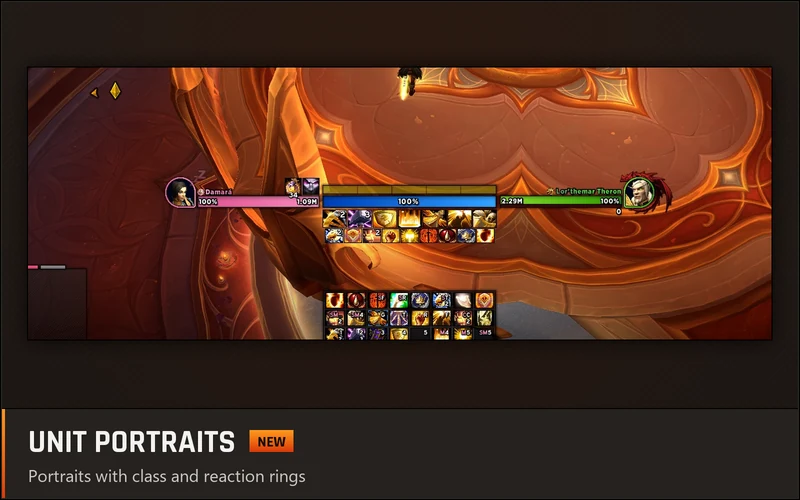 Damara
Lor'themar Theron
100%
1.09M
100%
2.29M
100%
0
UNIT PORTRAITS
NEW
Portraits with class and reaction rings